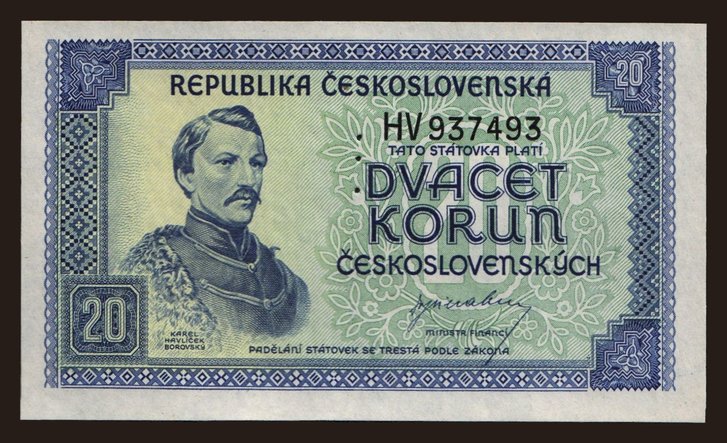 20
REPUBLIKA ČESKOSLOVENSKÁ
HV 937493
TATO STÁTOVKA PLATÍ
DVACET
KORUN
ČESKOSLOVENSKÝCH
MINISTR FINANCÍ
20
KAREL
HAVLÍČEK
BOROVSKÝ
PADĚLÁNÍ STÁTOVEK SE TRESTÁ PODLE ZÁKONA